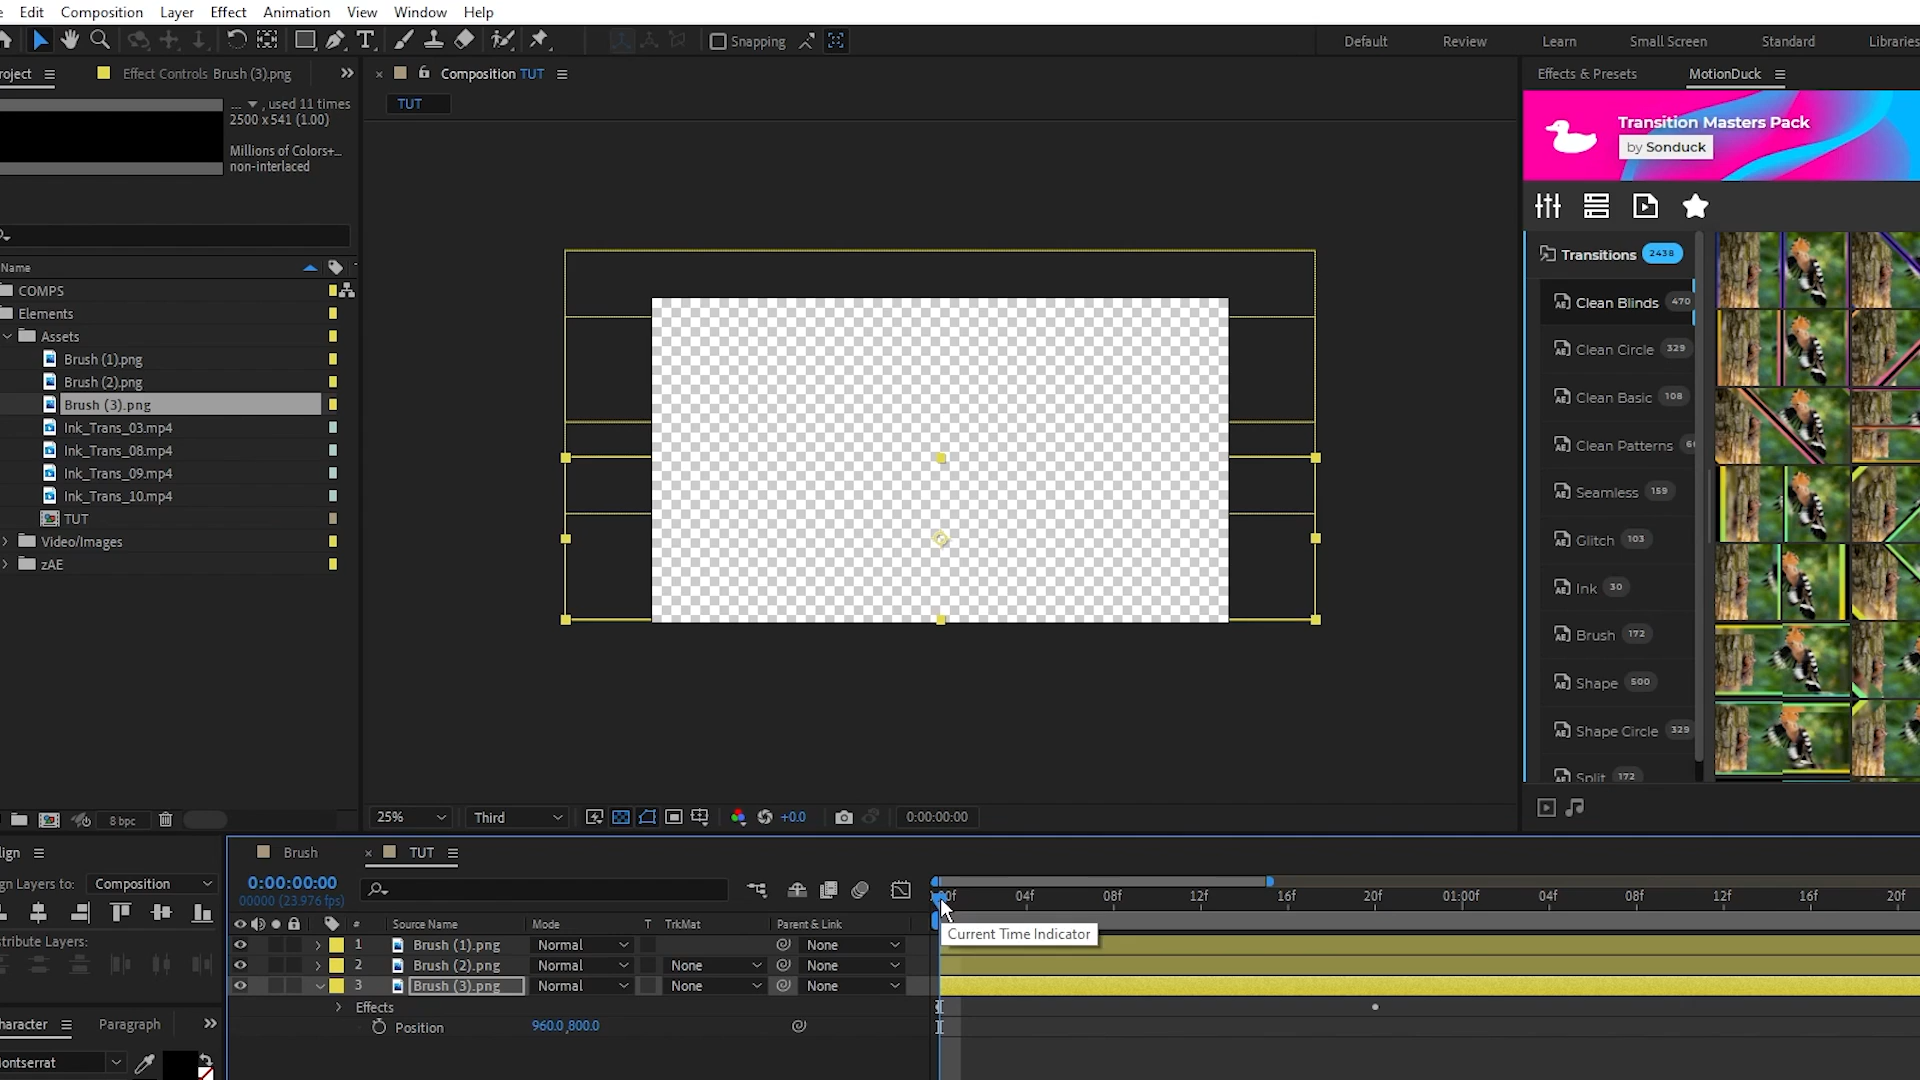 Edit Composition Layer Effect Animation View Window Help
Snapping
Default Review Learn Small Screen Standard Libraries
Effect Controls Brush (3).png
Composition TUT
TUT
Effects & Presets MotionDuck
... , used 11 times
2500 x 541 (1.00)
Millions of Colors+...
non-interlaced
Transition Masters Pack
by Sonduck
Name
COMPS
Elements
Assets
Brush (1).png
Brush (2).png
Brush (3).png
Ink_Trans_03.mp4
Ink_Trans_08.mp4
Ink_Trans_09.mp4
Ink_Trans_10.mp4
TUT
Video/Images
zAE
Transitions 2438
Clean Blinds 470
Clean Circle 329
Clean Basic 108
Clean Patterns
Seamless 159
Glitch 103
Ink 30
Brush 172
Shape 500
Shape Circle 329
Split 172
8 bpc
25% Third +0.0 0:00:00:00
lign
gn Layers to: Composition
tribute Layers:
haracter Paragraph
ontserrat
Brush TUT
0:00:00:00
00000 (23.976 fps)
:00f 04f 08f 12f 16f 20f 01:00f 04f 08f 12f 16f 20f
# Source Name Mode T TrkMat Parent & Link
Current Time Indicator
1 Brush (1).png Normal None
2 Brush (2).png Normal None None
3 Brush (3).png Normal None None
Effects
Position 960.0,800.0